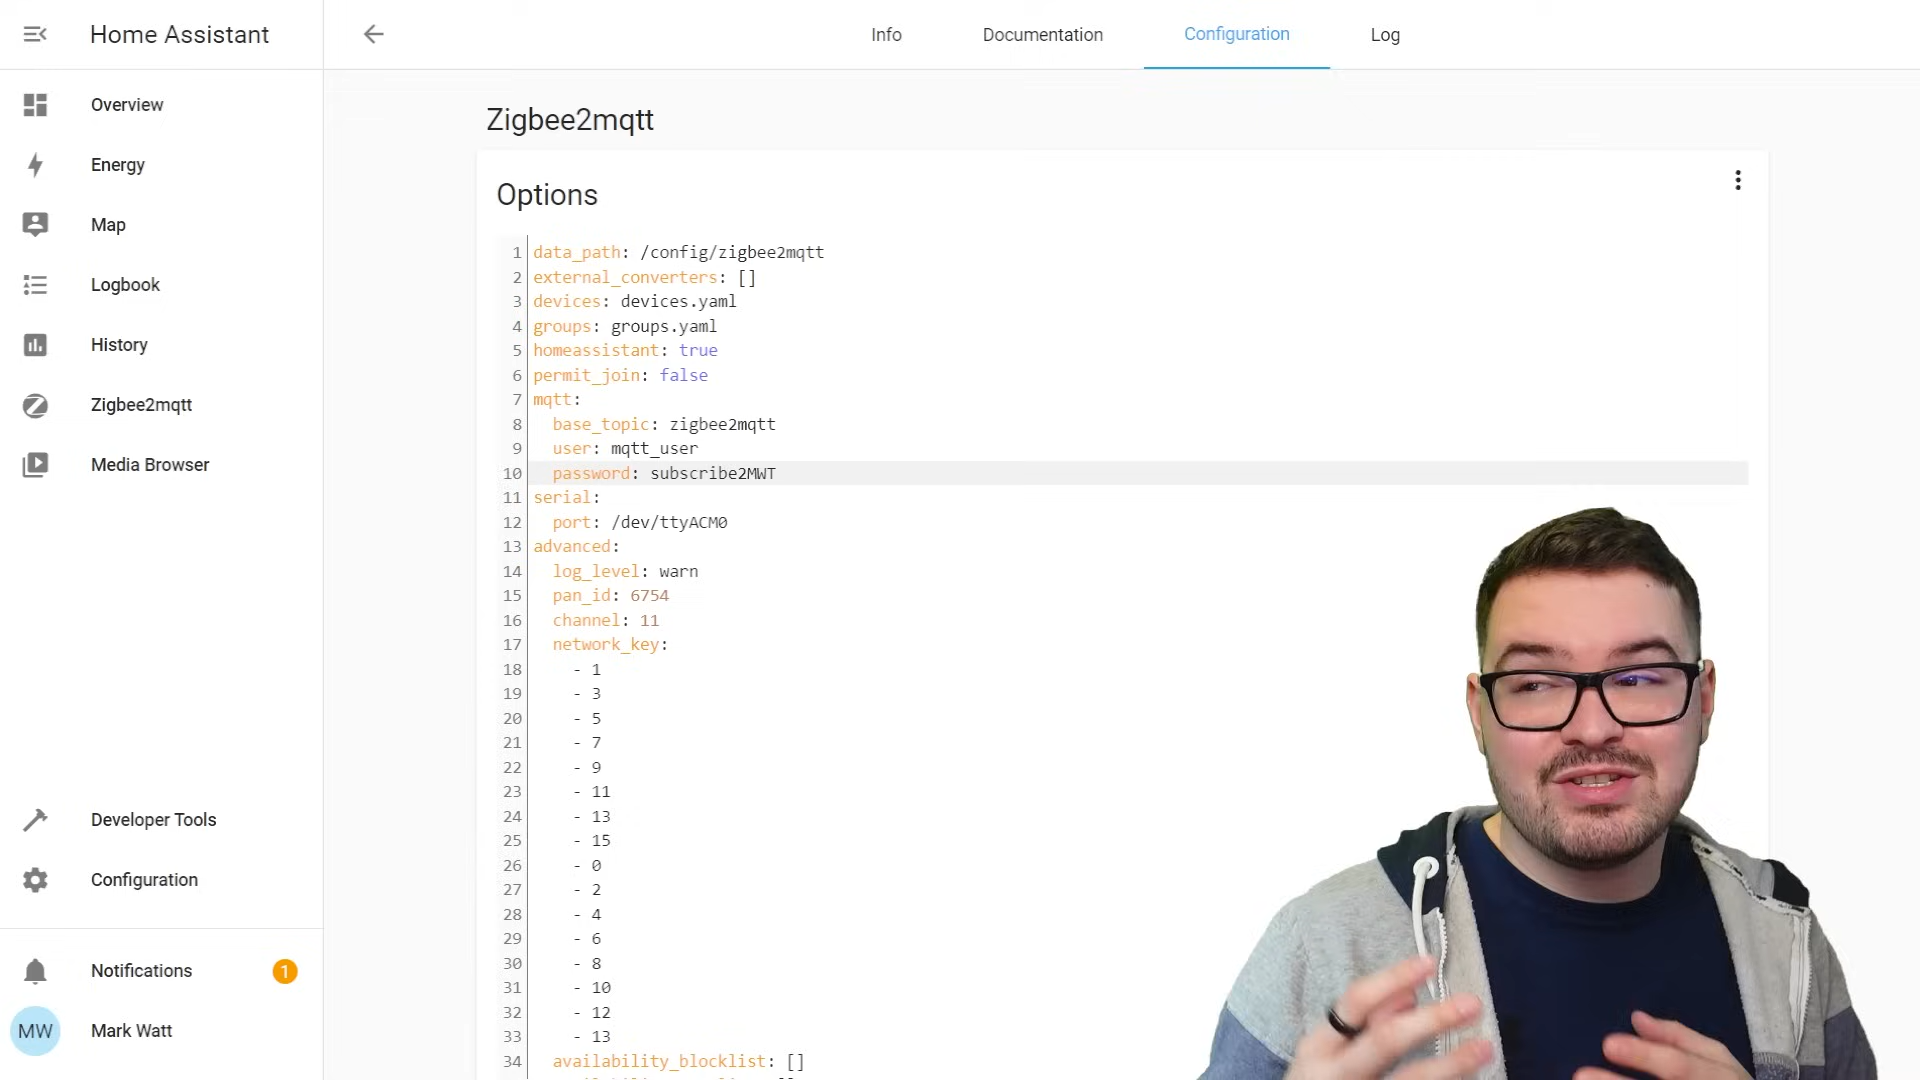 Home Assistant
Info
Documentation
Configuration
Log
Overview
Energy
Map
Logbook
History
Zigbee2mqtt
Media Browser
Developer Tools
Configuration
Notifications
1
MW
Mark Watt
Zigbee2mqtt
Options
1 data_path: /config/zigbee2mqtt
2 external_converters: []
3 devices: devices.yaml
4 groups: groups.yaml
5 homeassistant: true
6 permit_join: false
7 mqtt:
8 base_topic: zigbee2mqtt
9 user: mqtt_user
10 password: subscribe2MWT
11 serial:
12 port: /dev/ttyACM0
13 advanced:
14 log_level: warn
15 pan_id: 6754
16 channel: 11
17 network_key:
18 - 1
19 - 3
20 - 5
21 - 7
22 - 9
23 - 11
24 - 13
25 - 15
26 - 0
27 - 2
28 - 4
29 - 6
30 - 8
31 - 10
32 - 12
33 - 13
34 availability_blocklist: []